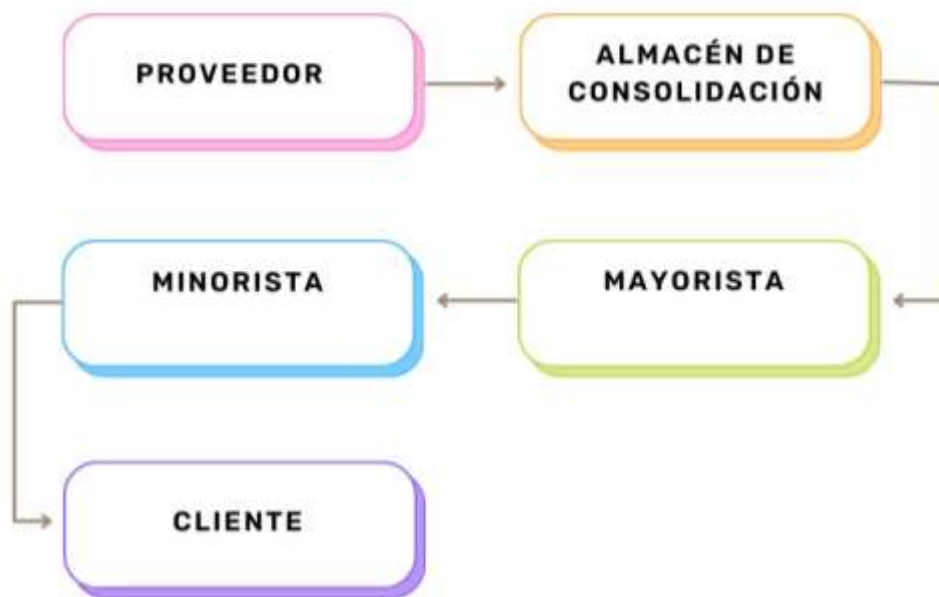 PROVEEDOR
ALMACÉN DE
CONSOLIDACIÓN
MAYORISTA
MINORISTA
CLIENTE